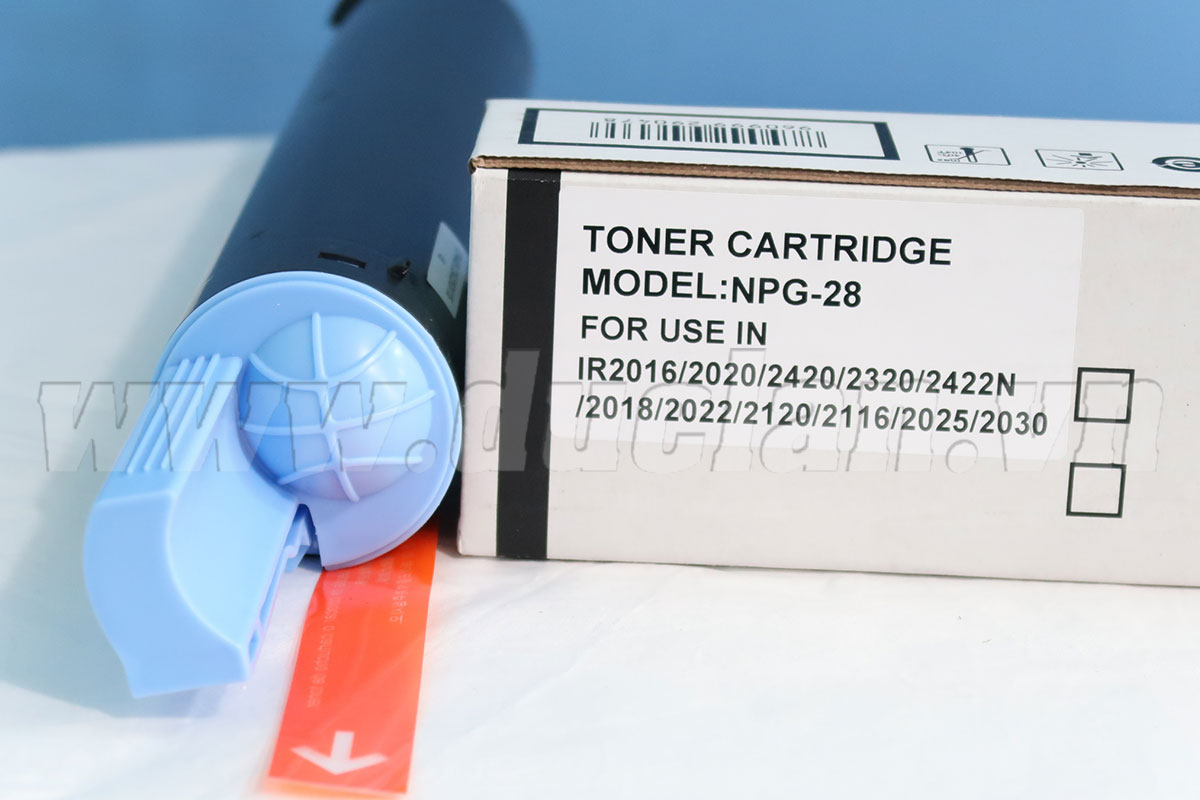 TONER CARTRIDGE
MODEL:NPG-28
FOR USE IN
IR2016/2020/2420/2320/2422N
/2018/2022/2120/2116/2025/2030
www.duclan.vn